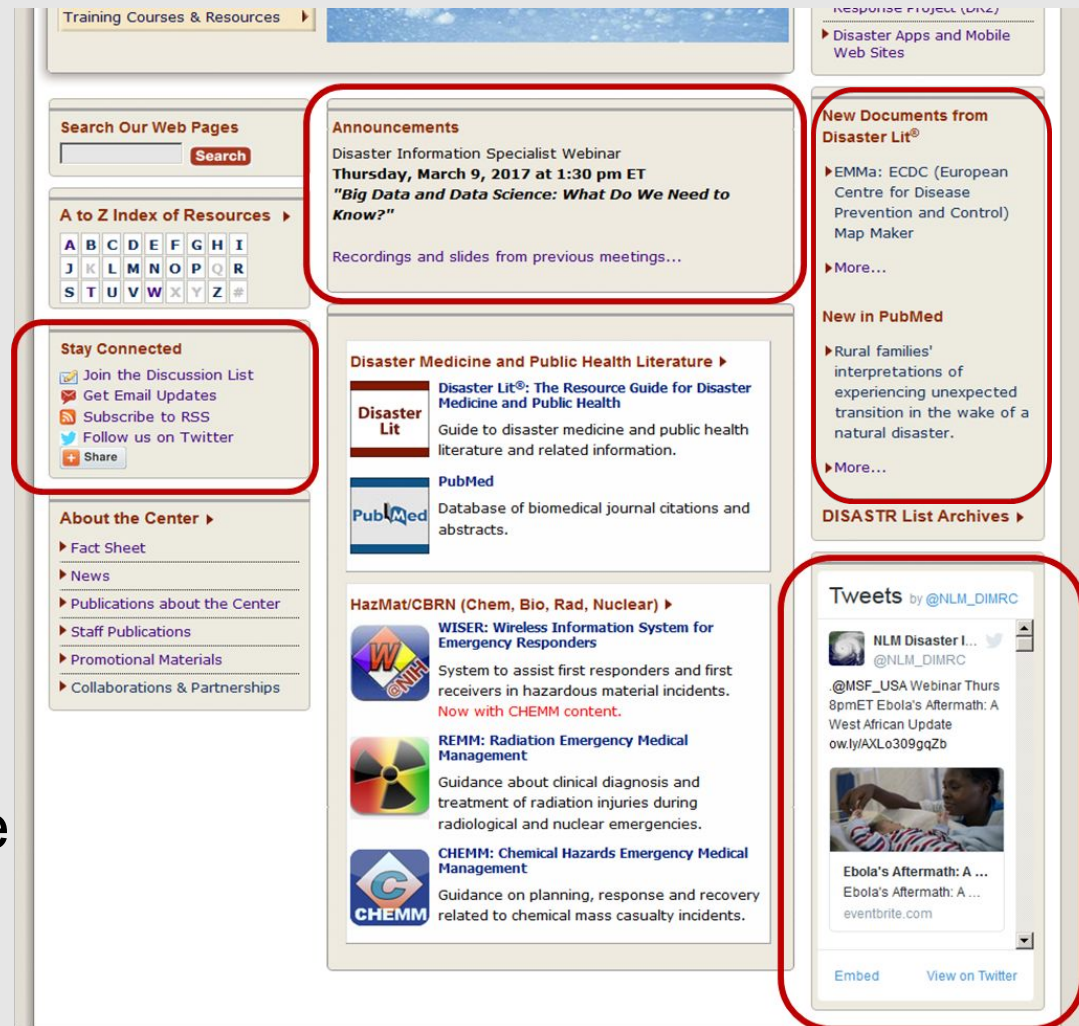 Training Courses & Resources
Response Project (DR2)
Disaster Apps and Mobile
Web Sites
Search Our Web Pages
Search
A to Z Index of Resources
A B C D E F G H I
J K L M N O P Q R
S T U V W X Y Z #
Stay Connected
Join the Discussion List
Get Email Updates
Subscribe to RSS
Follow us on Twitter
Share
About the Center
Fact Sheet
News
Publications about the Center
Staff Publications
Promotional Materials
Collaborations & Partnerships
e
Announcements
Disaster Information Specialist Webinar
Thursday, March 9, 2017 at 1:30 pm ET
"Big Data and Data Science: What Do We Need to
Know?"
Recordings and slides from previous meetings...
Disaster Medicine and Public Health Literature
Disaster
Lit
Disaster Lit®: The Resource Guide for Disaster
Medicine and Public Health
Guide to disaster medicine and public health
literature and related information.
PubMed
PubMed
Database of biomedical journal citations and
abstracts.
HazMat/CBRN (Chem, Bio, Rad, Nuclear)
W
@NIH
WISER: Wireless Information System for
Emergency Responders
System to assist first responders and first
receivers in hazardous material incidents.
Now with CHEMM content.
REMM: Radiation Emergency Medical
Management
Guidance about clinical diagnosis and
treatment of radiation injuries during
radiological and nuclear emergencies.
C
CHEMM
CHEMM: Chemical Hazards Emergency Medical
Management
Guidance on planning, response and recovery
related to chemical mass casualty incidents.
New Documents from
Disaster Lit®
EMMa: ECDC (European
Centre for Disease
Prevention and Control)
Map Maker
More...
New in PubMed
Rural families'
interpretations of
experiencing unexpected
transition in the wake of a
natural disaster.
More...
DISASTR List Archives
Tweets by @NLM_DIMRC
NLM Disaster I...
@NLM_DIMRC
.@MSF_USA Webinar Thurs
8pmET Ebola's Aftermath: A
West African Update
ow.ly/AXLo309gqZb
Ebola's Aftermath: A ...
Ebola's Aftermath: A ...
eventbrite.com
Embed
View on Twitter